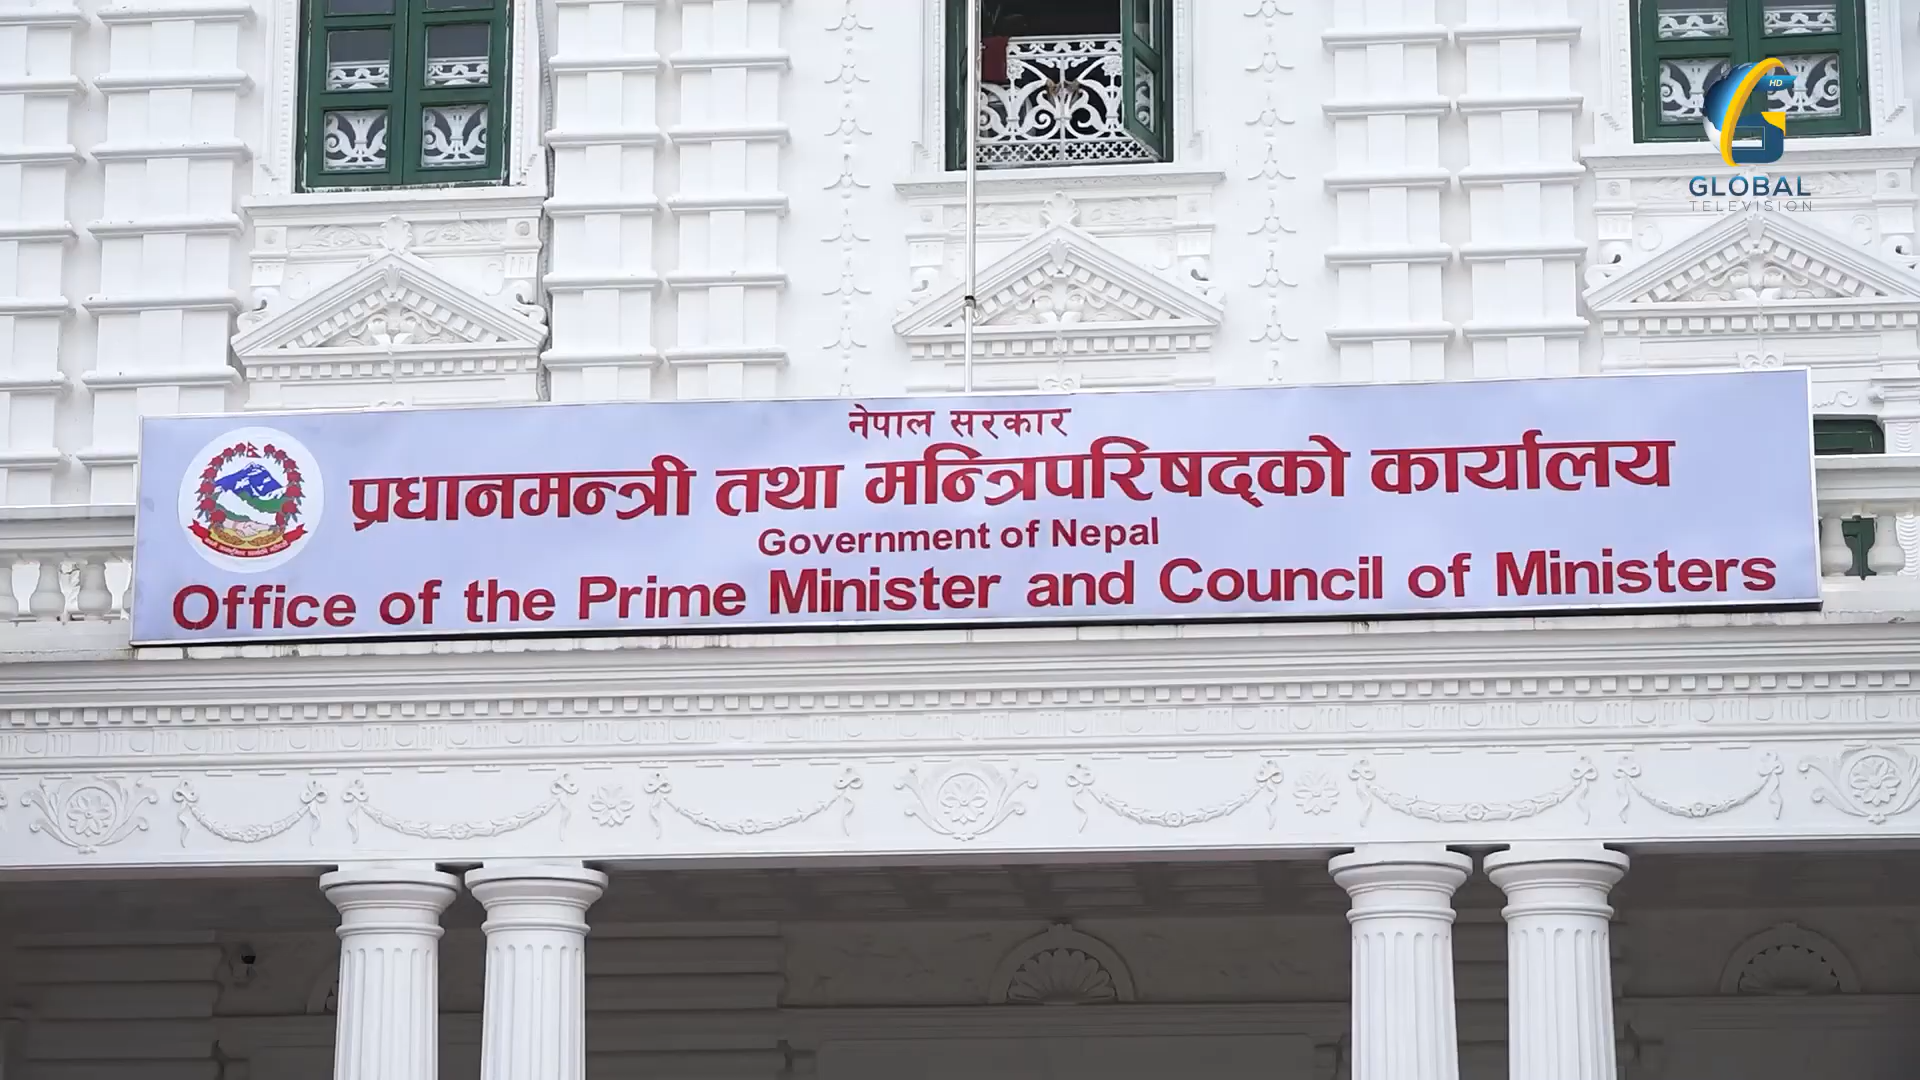 HD
GLOBAL
TELEVISION
नेपाल सरकार
प्रधानमन्त्री तथा मन्त्रिपरिषद्को कार्यालय
Government of Nepal
Office of the Prime Minister and Council of Ministers